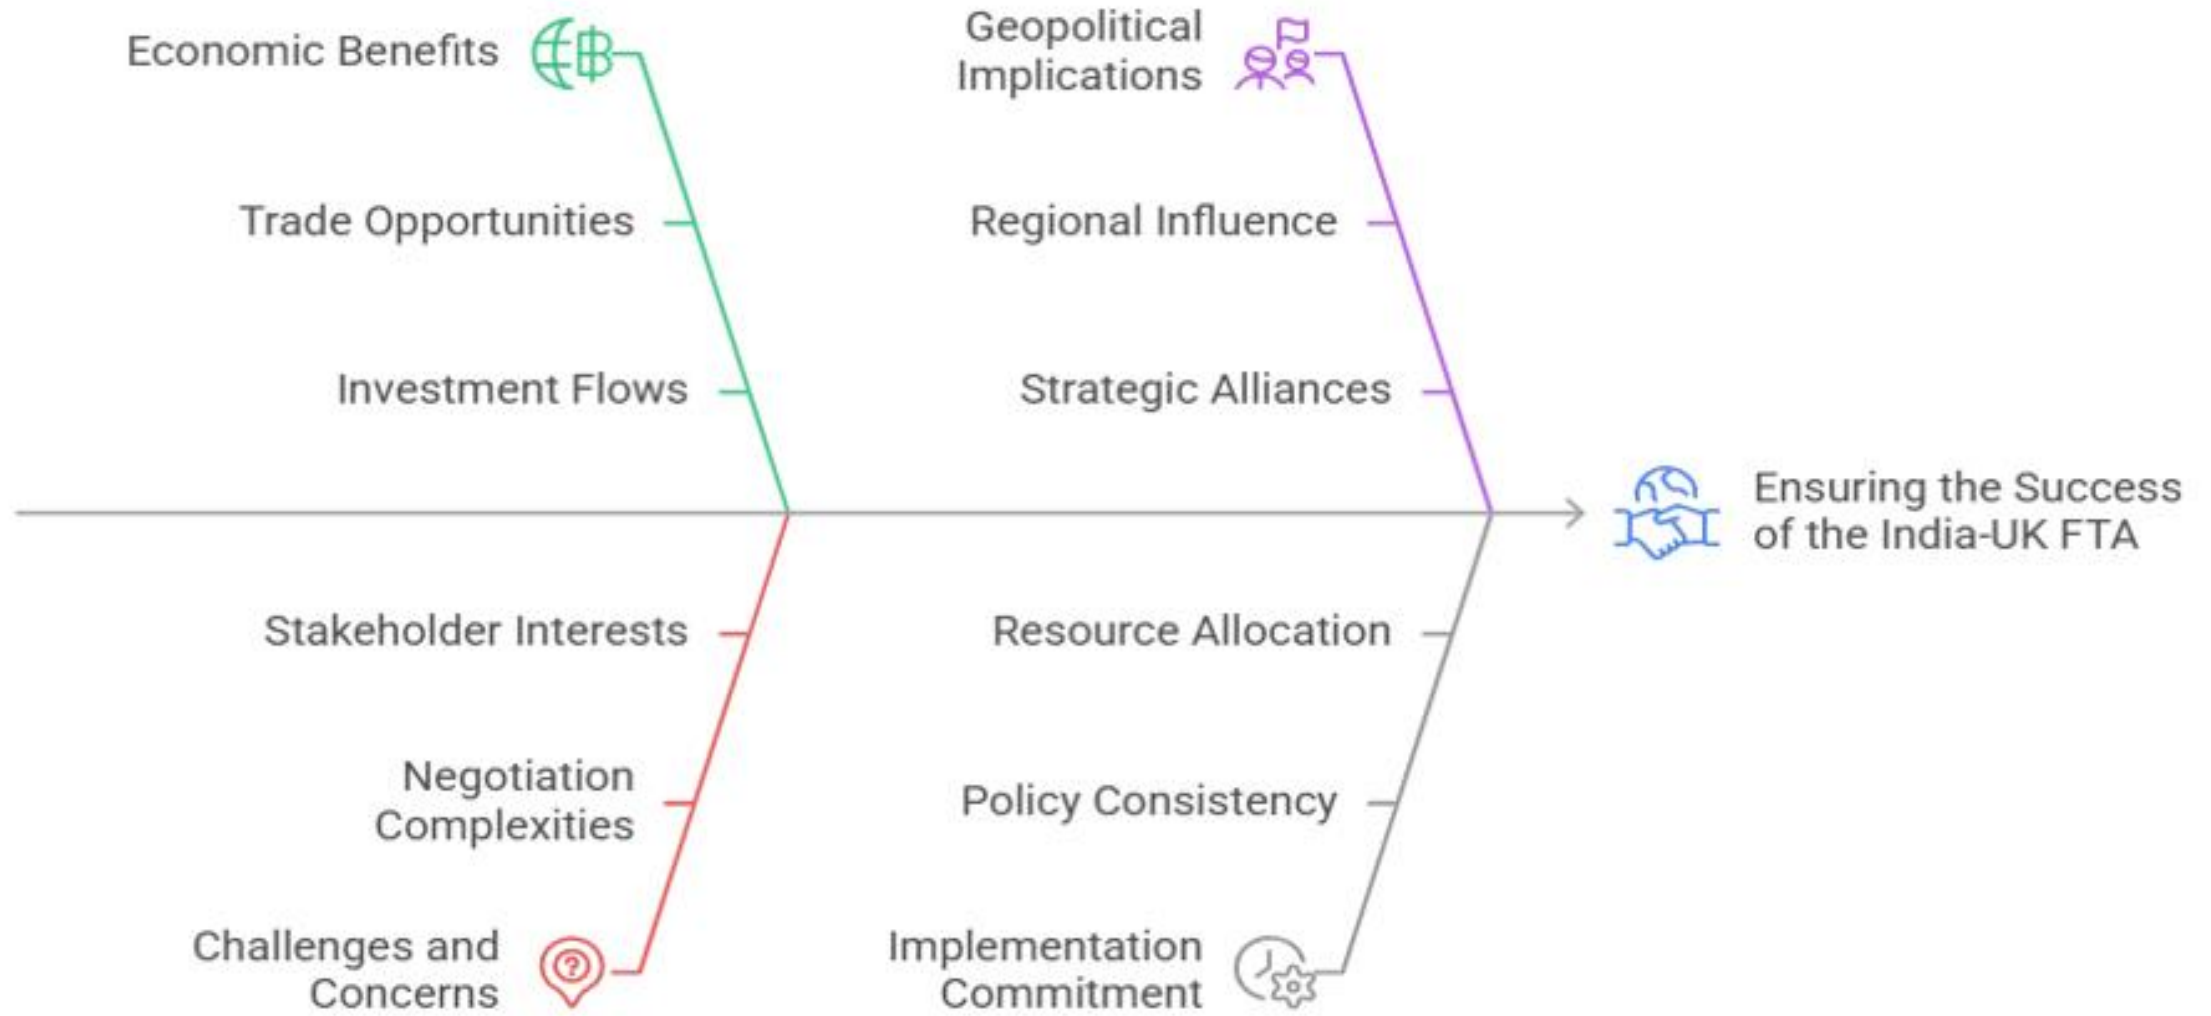 Economic Benefits
Trade Opportunities
Investment Flows
Geopolitical
Implications
Regional Influence
Strategic Alliances
Ensuring the Success
of the India-UK FTA
Stakeholder Interests
Negotiation
Complexities
Challenges and
Concerns
Resource Allocation
Policy Consistency
Implementation
Commitment